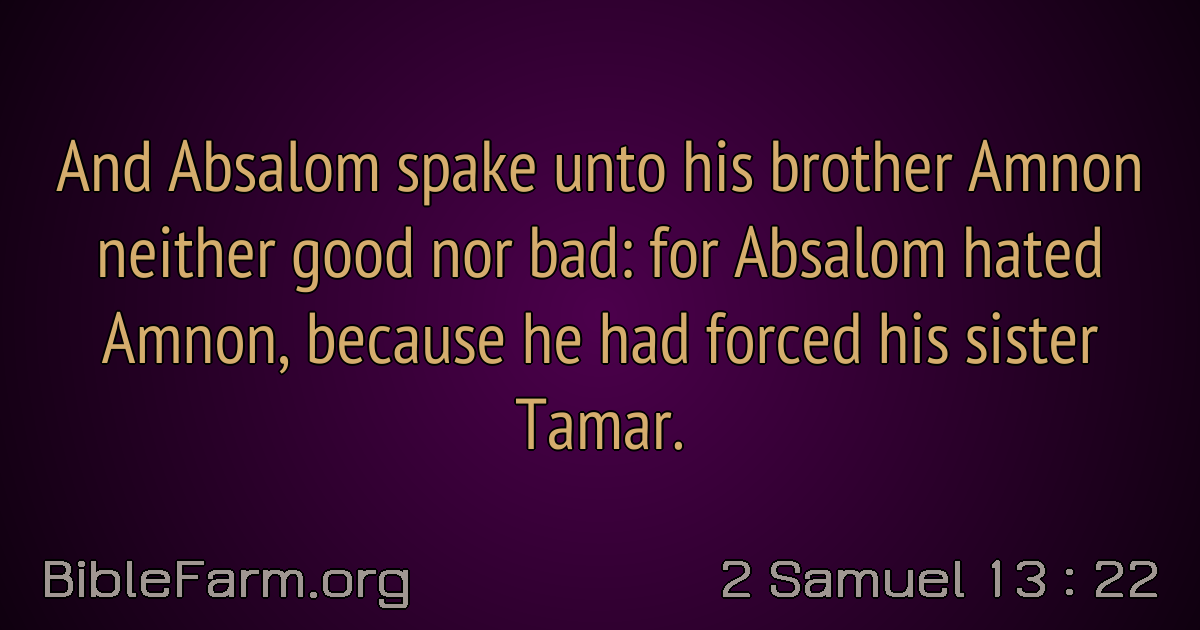 And Absalom spake unto his brother Amnon
neither good nor bad: for Absalom hated
Amnon, because he had forced his sister
Tamar.
BibleFarm.org
2 Samuel 13 : 22